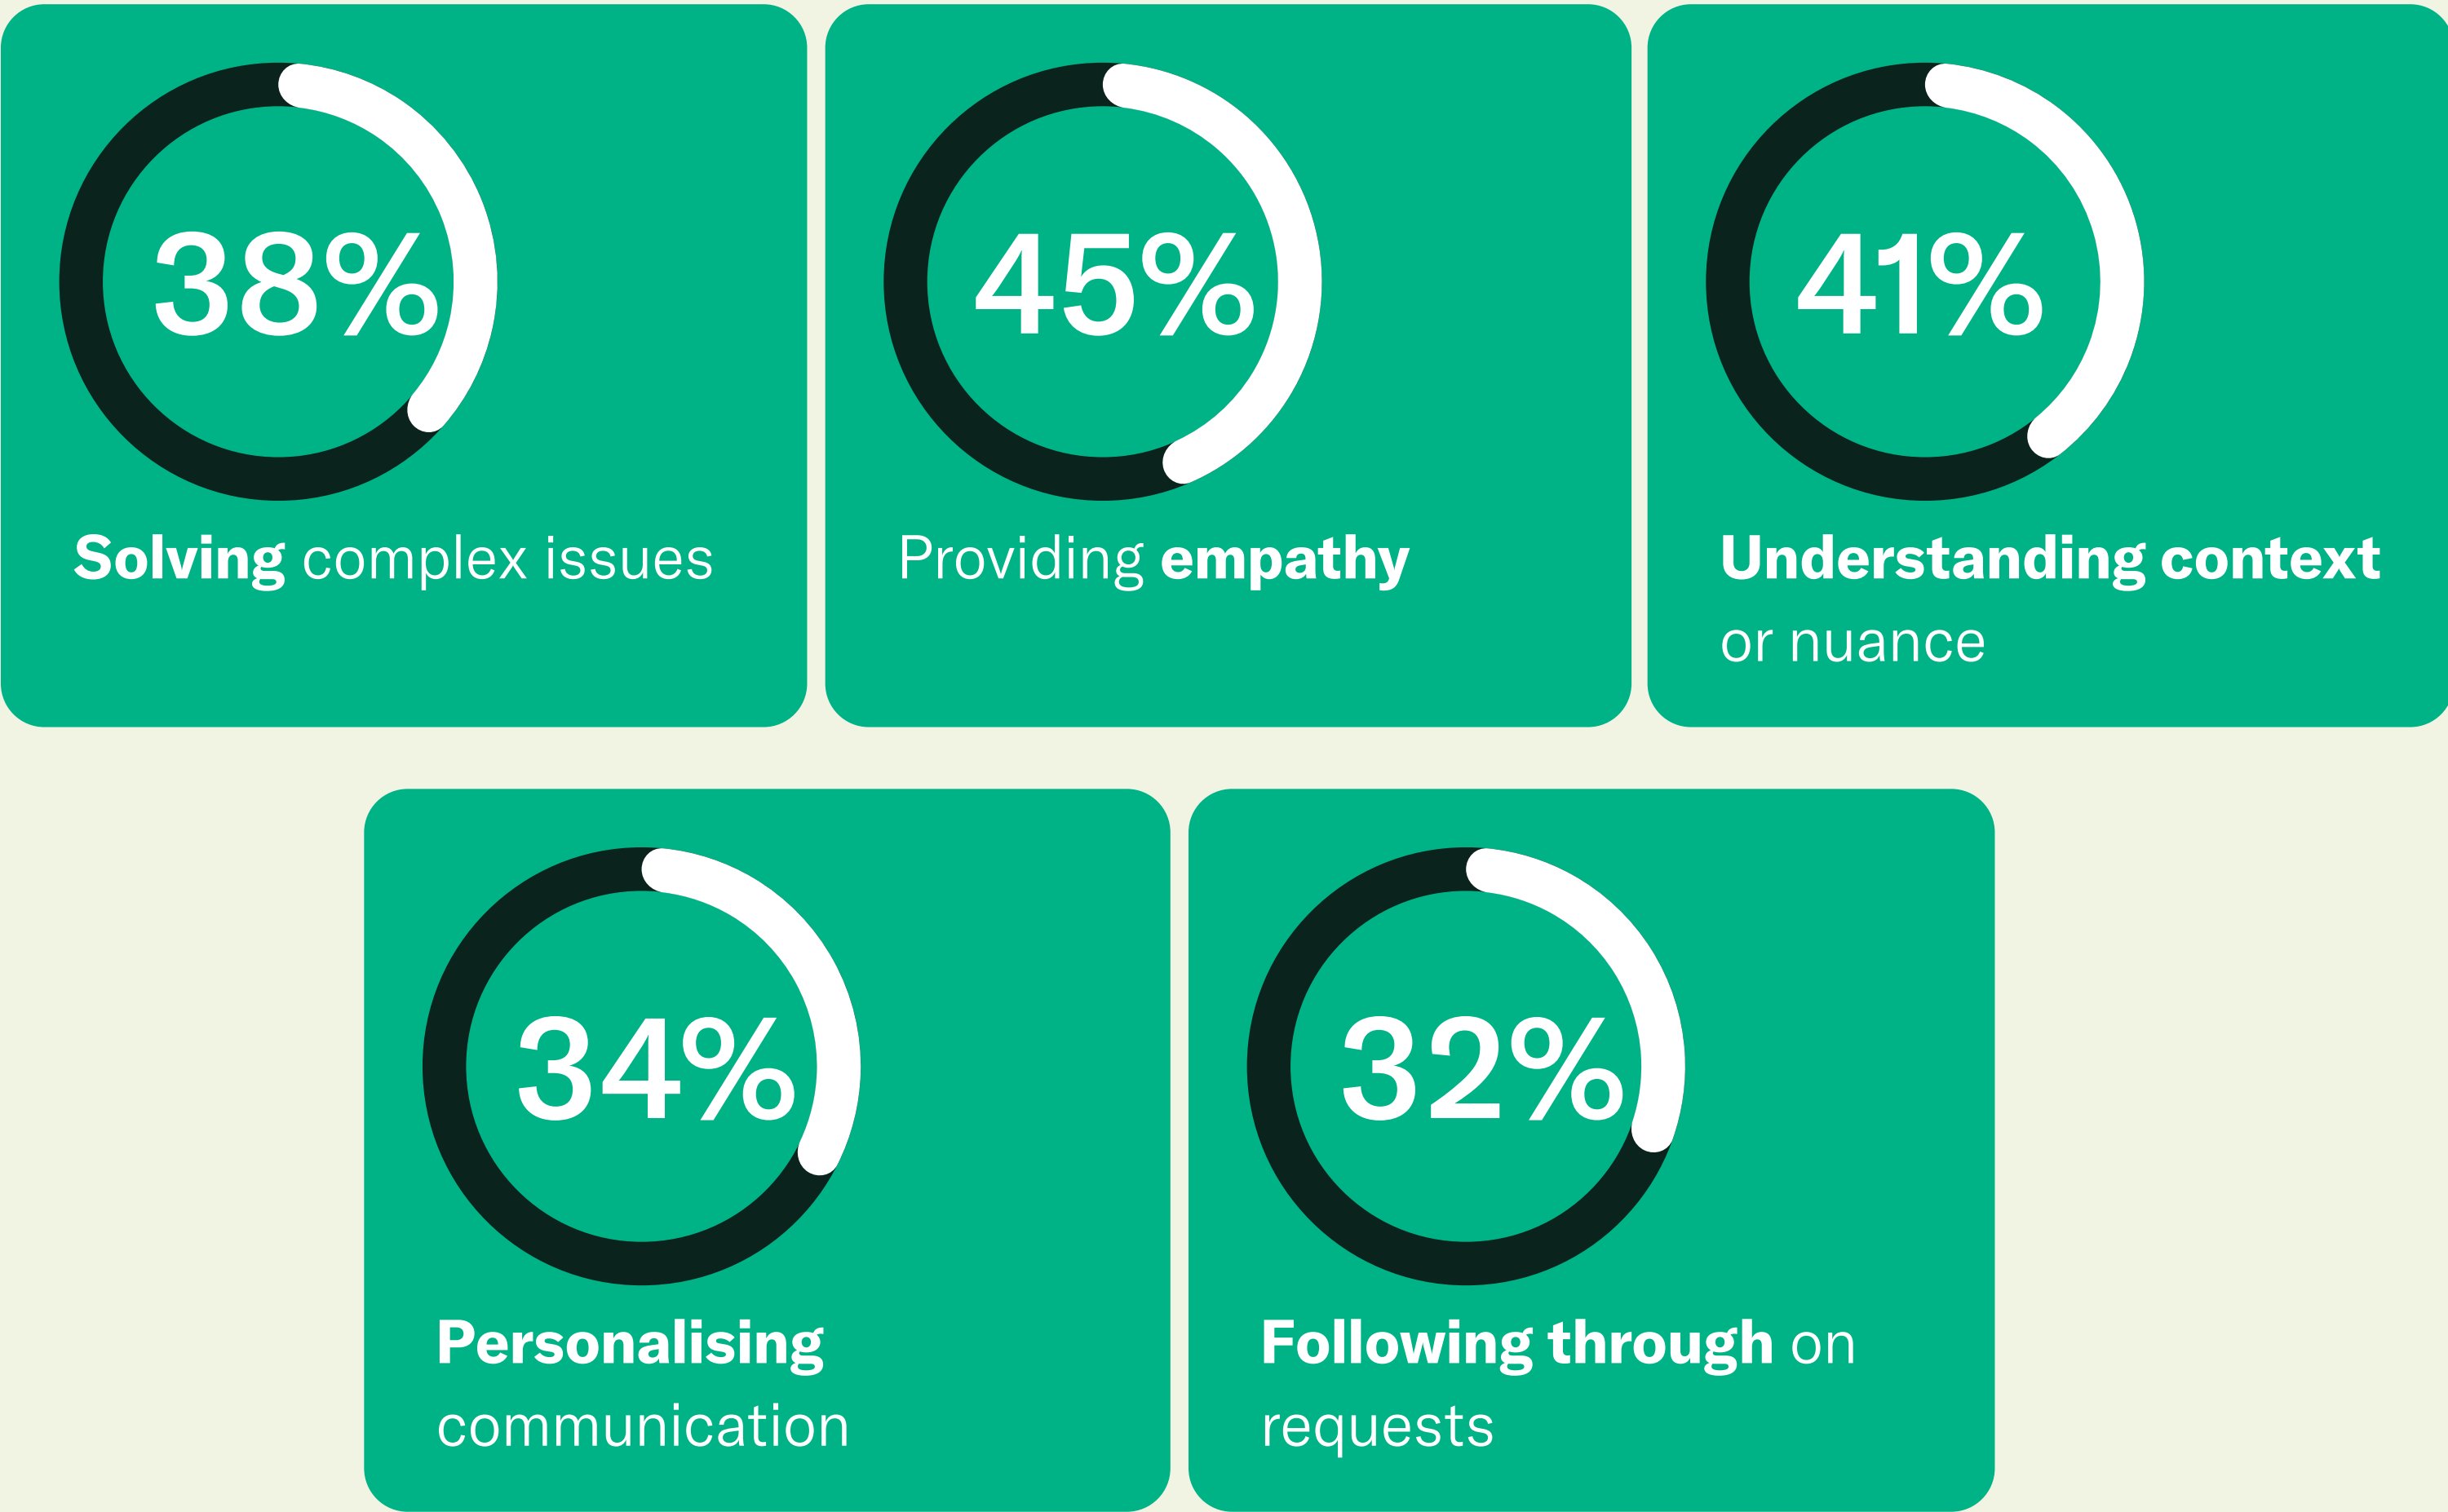 38%
Solving complex issues
45%
Providing empathy
41%
Understanding context
or nuance
34%
Personalising
communication
32%
Following through on
requests